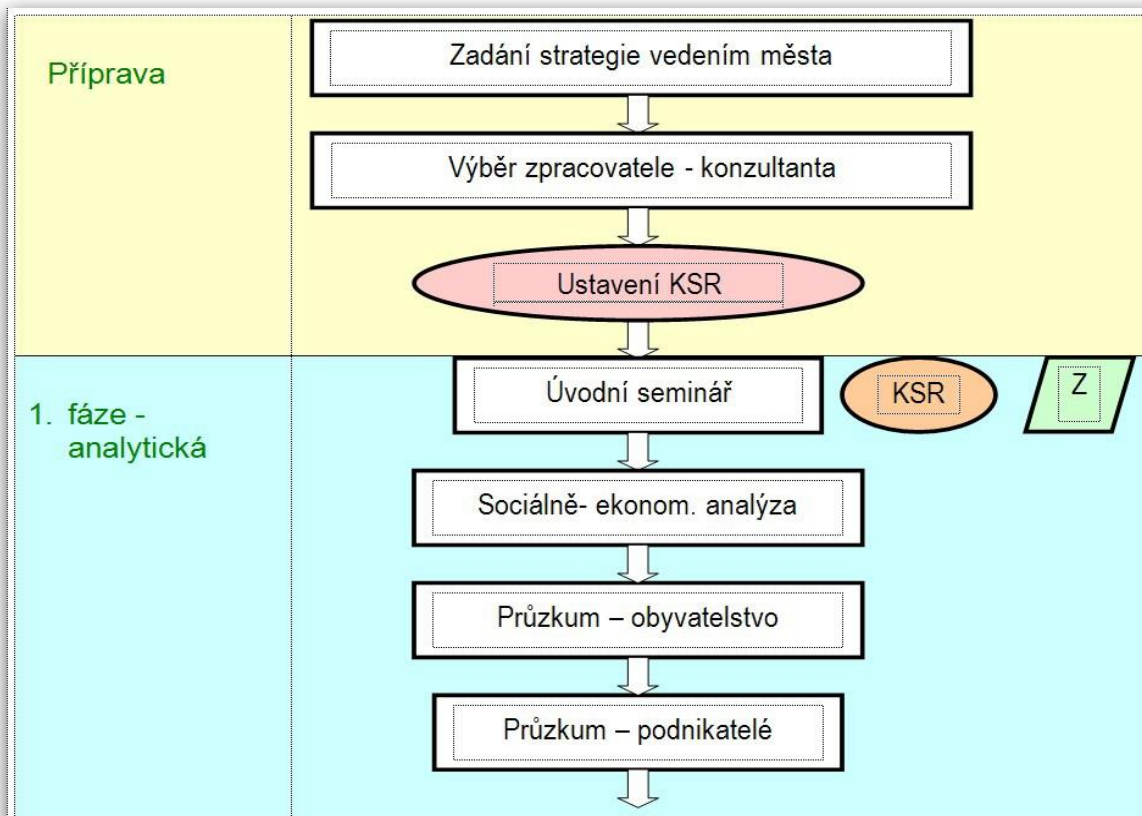 Příprava
Zadání strategie vedením města
Výběr zpracovatele - konzultanta
Ustavení KSR
1. fáze -
analytická
Úvodní seminář
KSR
Z
Sociálně- ekonom. analýza
Průzkum – obyvatelstvo
Průzkum – podnikatelé